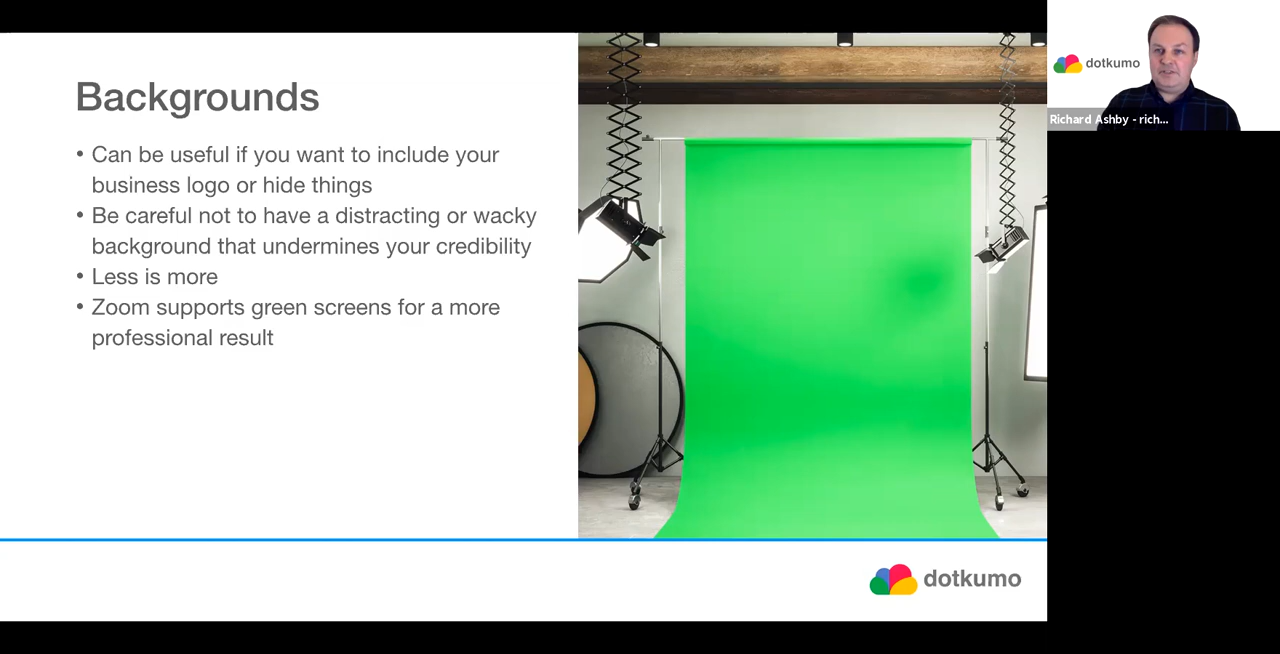 Backgrounds
• Can be useful if you want to include your
business logo or hide things
• Be careful not to have a distracting or wacky
background that undermines your credibility
• Less is more
• Zoom supports green screens for a more
professional result
dotkumo
dotkumo
Richard Ashby - rich...